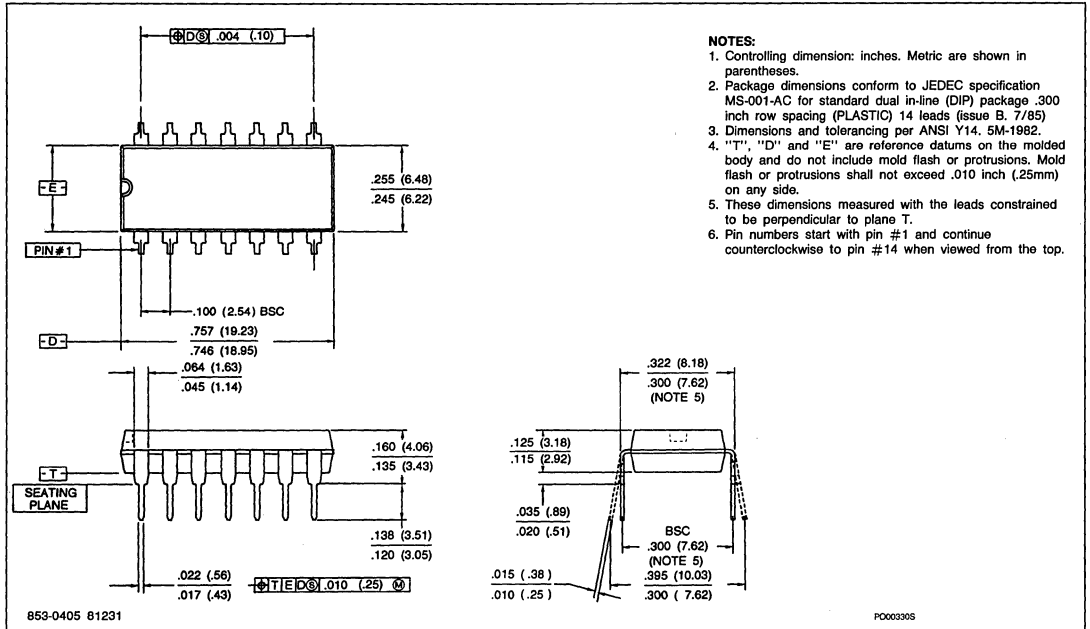 ⌖ D Ⓢ .004 (.10)
NOTES:
1. Controlling dimension: inches. Metric are shown in
parentheses.
2. Package dimensions conform to JEDEC specification
MS-001-AC for standard dual in-line (DIP) package .300
inch row spacing (PLASTIC) 14 leads (issue B. 7/85)
3. Dimensions and tolerancing per ANSI Y14. 5M-1982.
4. "T", "D" and "E" are reference datums on the molded
body and do not include mold flash or protrusions. Mold
flash or protrusions shall not exceed .010 inch (.25mm)
on any side.
5. These dimensions measured with the leads constrained
to be perpendicular to plane T.
6. Pin numbers start with pin #1 and continue
counterclockwise to pin #14 when viewed from the top.
- E -
.255 (6.48)
.245 (6.22)
PIN #1
.100 (2.54) BSC
- D -
.757 (19.23)
.746 (18.95)
.064 (1.63)
.045 (1.14)
.322 (8.18)
.300 (7.62)
(NOTE 5)
.160 (4.06)
.135 (3.43)
.125 (3.18)
.115 (2.92)
- T -
SEATING
PLANE
.138 (3.51)
.120 (3.05)
.035 (.89)
.020 (.51)
BSC
.300 (7.62)
(NOTE 5)
.395 (10.03)
.300 ( 7.62)
.022 (.56)
.017 (.43)
⌖ T E D Ⓢ .010 (.25) Ⓜ
.015 ( .38 )
.010 ( .25 )
853-0405 81231
PO00330S